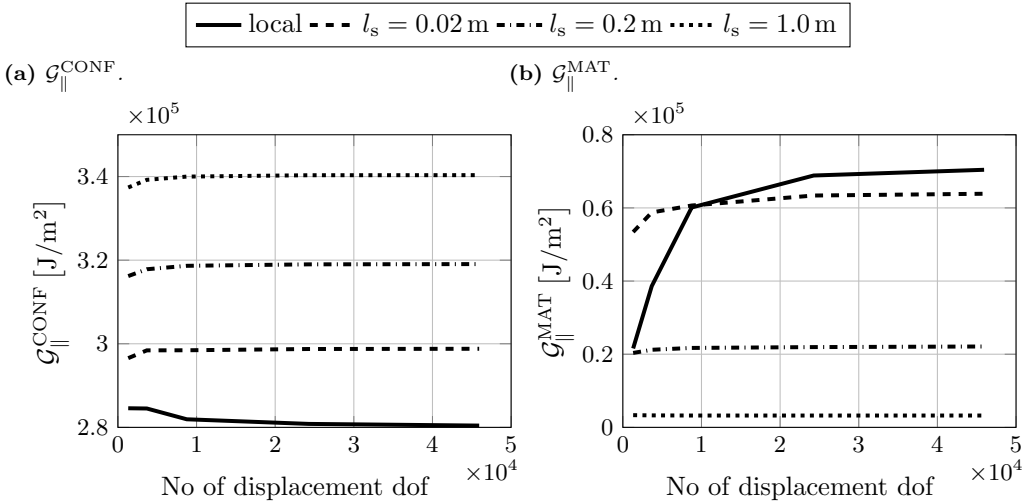 local l_s = 0.02 m l_s = 0.2 m l_s = 1.0 m
(a) 𝒢_∥^CONF.
(b) 𝒢_∥^MAT.
×10^5
3.4
3.2
3
2.8
0 1 2 3 4 5
×10^4
𝒢_∥^CONF [J/m^2]
No of displacement dof
×10^5
0.8
0.6
0.4
0.2
0
0 1 2 3 4 5
×10^4
𝒢_∥^MAT [J/m^2]
No of displacement dof